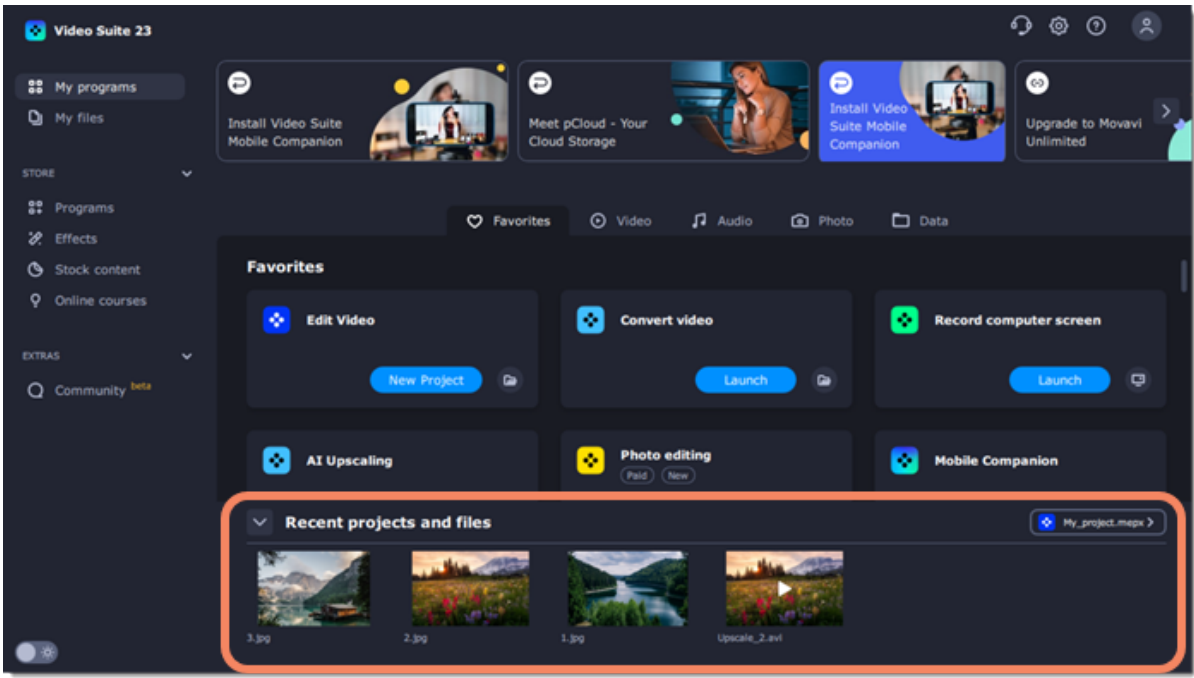 Video Suite 23
My programs
My files
STORE
Programs
Effects
Stock content
Online courses
EXTRAS
Community beta
Install Video Suite
Mobile Companion
Meet pCloud - Your
Cloud Storage
Install Video
Suite Mobile
Companion
Upgrade to Movavi
Unlimited
Favorites
Video
Audio
Photo
Data
Favorites
Edit Video
New Project
Convert video
Launch
Record computer screen
Launch
AI Upscaling
Photo editing
Paid
New
Mobile Companion
Recent projects and files
My_project.mepx
3.jpg
2.jpg
1.jpg
Upscale_2.avi